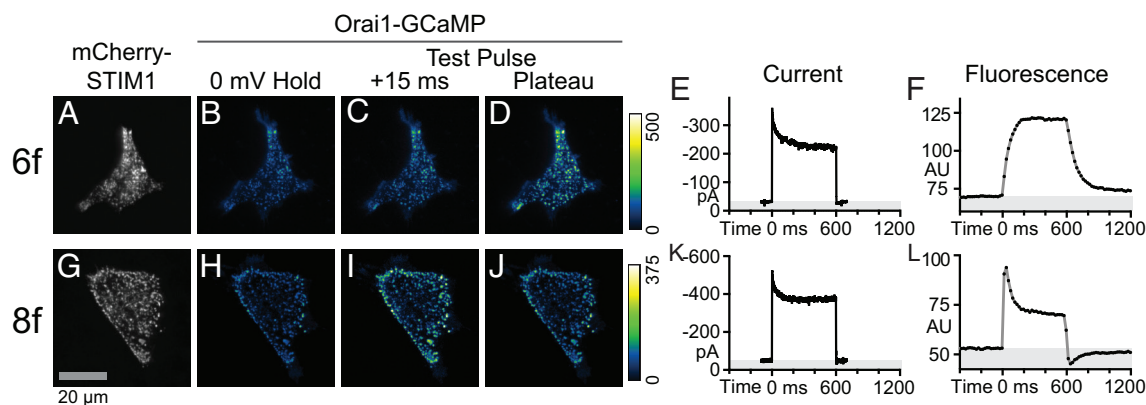 Orai1-GCaMP
mCherry-
STIM1
0 mV Hold
Test Pulse
+15 ms
Plateau
Current
Fluorescence
6f
A
B
C
D
500
0
E
-300
-200
-100
pA
0
Time
0 ms
600
1200
F
125
100
AU
75
Time
0 ms
600
1200
8f
G
20 µm
H
I
J
375
0
K
-600
-400
-200
pA
0
Time
0 ms
600
1200
L
100
75
AU
50
Time
0 ms
600
1200